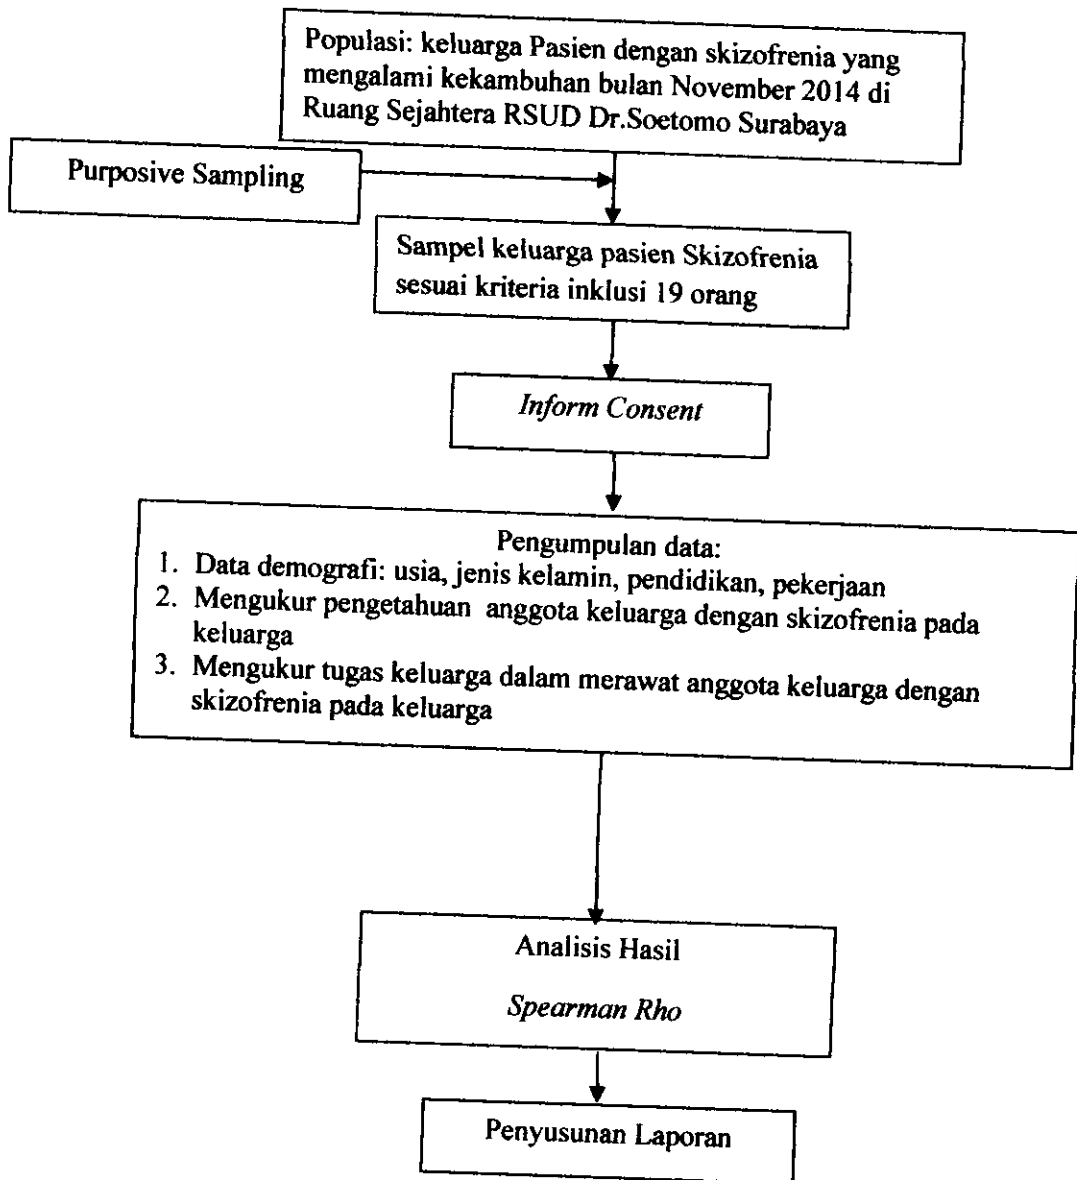 Populasi: keluarga Pasien dengan skizofrenia yang
mengalami kekambuhan bulan November 2014 di
Ruang Sejahtera RSUD Dr.Soetomo Surabaya
Purposive Sampling
Sampel keluarga pasien Skizofrenia
sesuai kriteria inklusi 19 orang
Inform Consent
Pengumpulan data:
1. Data demografi: usia, jenis kelamin, pendidikan, pekerjaan
2. Mengukur pengetahuan anggota keluarga dengan skizofrenia pada
keluarga
3. Mengukur tugas keluarga dalam merawat anggota keluarga dengan
skizofrenia pada keluarga
Analisis Hasil
Spearman Rho
Penyusunan Laporan